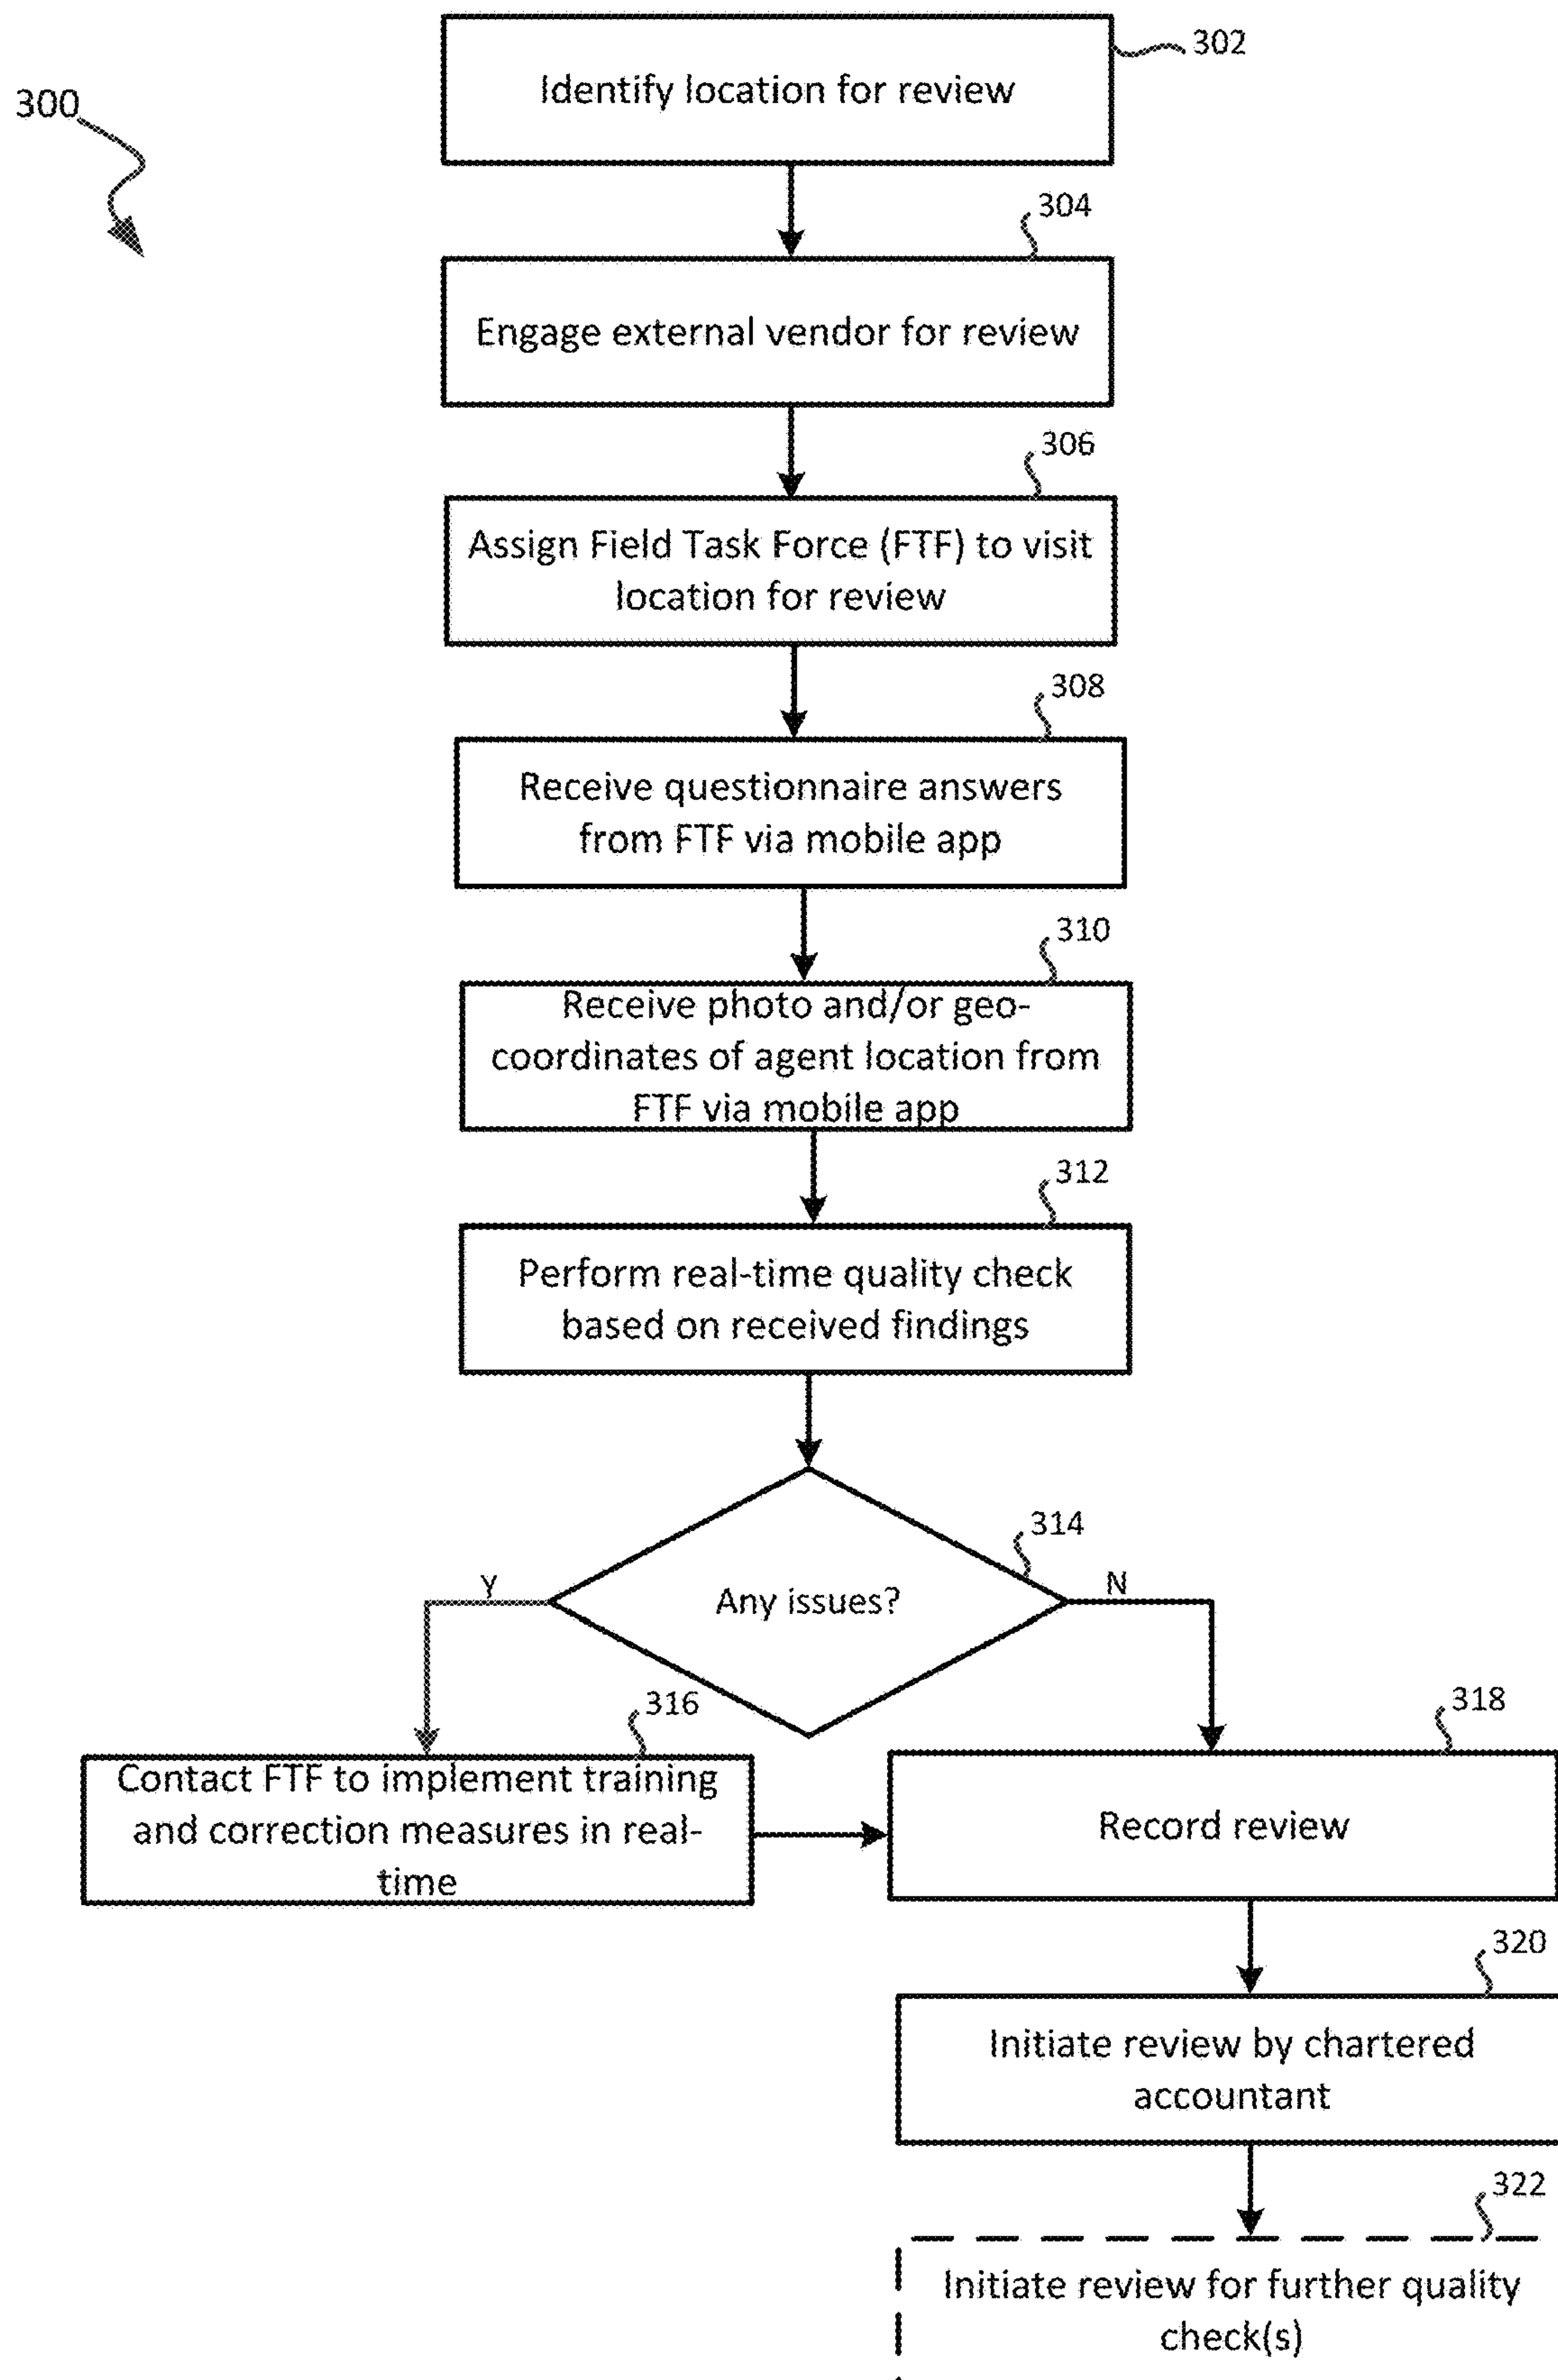 300
302
Identify location for review
304
Engage external vendor for review
306
Assign Field Task Force (FTF) to visit
location for review
308
Receive questionnaire answers
from FTF via mobile app
310
Receive photo and/or geo-
coordinates of agent location from
FTF via mobile app
312
Perform real-time quality check
based on received findings
314
Any issues?
Y
N
316
Contact FTF to implement training
and correction measures in real-
time
318
Record review
320
Initiate review by chartered
accountant
322
Initiate review for further quality
check(s)